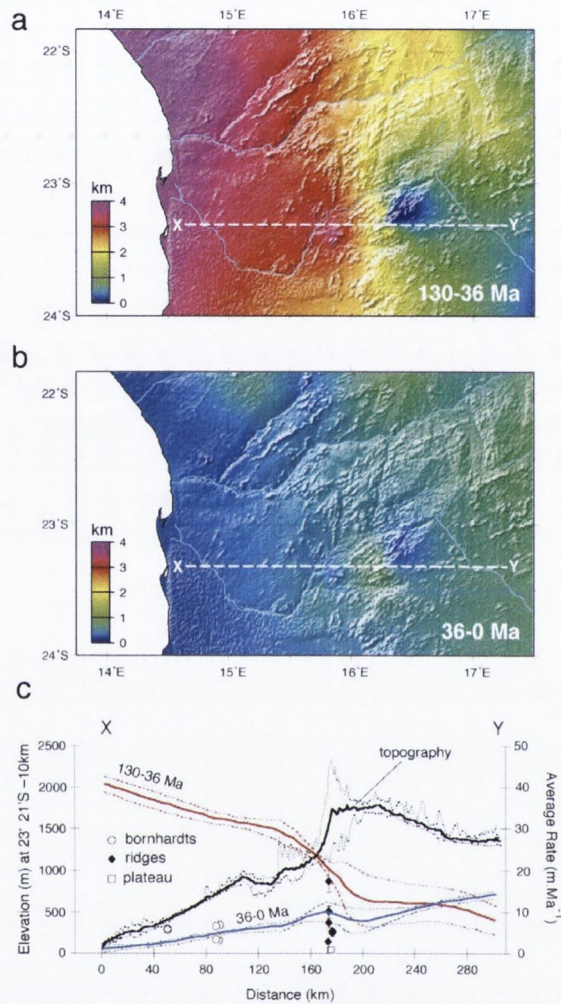 a
km
4
3
2
1
0
X
Y
130-36 Ma
22˚S
23˚S
24˚S
14˚E 15˚E 16˚E 17˚E
b
km
4
3
2
1
0
X
Y
36-0 Ma
22˚S
23˚S
24˚S
14˚E 15˚E 16˚E 17˚E
c
X
Y
2500
2000
1500
1000
500
0
Elevation (m) at 23˚ 21'S ~10km
130-36 Ma
topography
bornhardts
ridges
plateau
36-0 Ma
50
40
30
20
10
0
Average Rate (m.Ma⁻¹)
0 40 80 120 160 200 240 280
Distance (km)